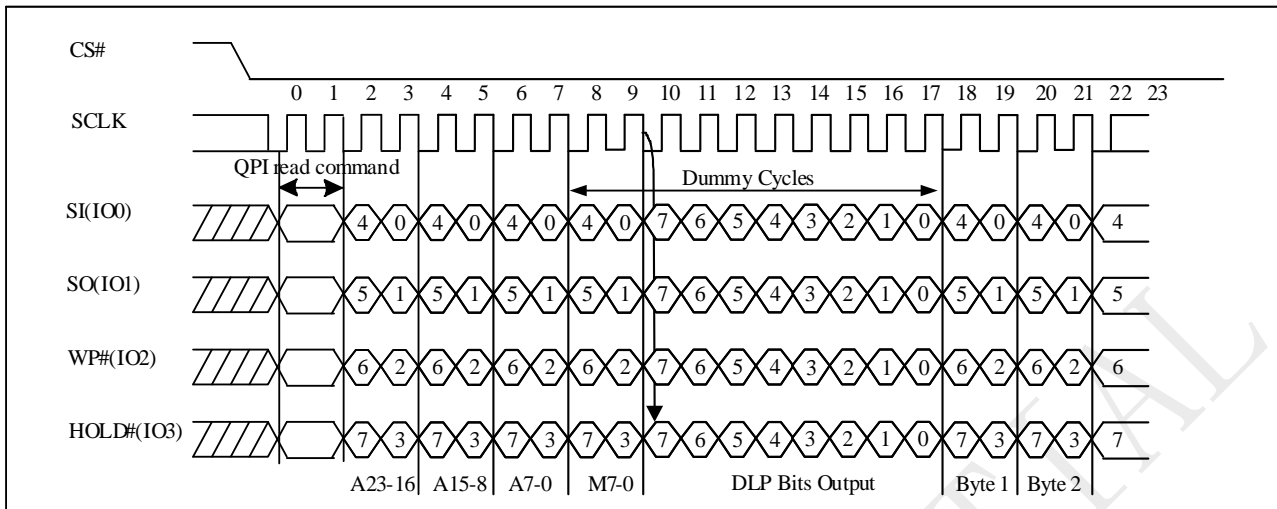 CS#
0 1 2 3 4 5 6 7 8 9 10 11 12 13 14 15 16 17 18 19 20 21 22 23
SCLK
QPI read command
Dummy Cycles
SI(IO0) 4 0 4 0 4 0 4 0 7 6 5 4 3 2 1 0 4 0 4 0 4
SO(IO1) 5 1 5 1 5 1 5 1 7 6 5 4 3 2 1 0 5 1 5 1 5
WP#(IO2) 6 2 6 2 6 2 6 2 7 6 5 4 3 2 1 0 6 2 6 2 6
HOLD#(IO3) 7 3 7 3 7 3 7 3 7 6 5 4 3 2 1 0 7 3 7 3 7
A23-16 A15-8 A7-0 M7-0 DLP Bits Output Byte 1 Byte 2